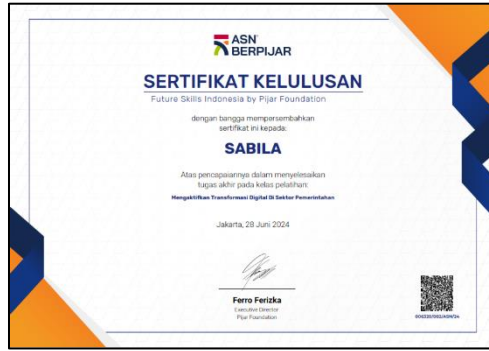 ASN
BERPIJAR
SERTIFIKAT KELULUSAN
Future Skills Indonesia by Pijar Foundation
dengan bangga mempersembahkan
sertifikat ini kepada:
SABILA
Atas pencapaiannya dalam menyelesaikan
tugas akhir pada kelas pelatihan:
Mengaktifkan Transformasi Digital Di Sektor Pemerintahan
Jakarta, 28 Juni 2024
Ferro Ferizka
Executive Director
Pijar Foundation